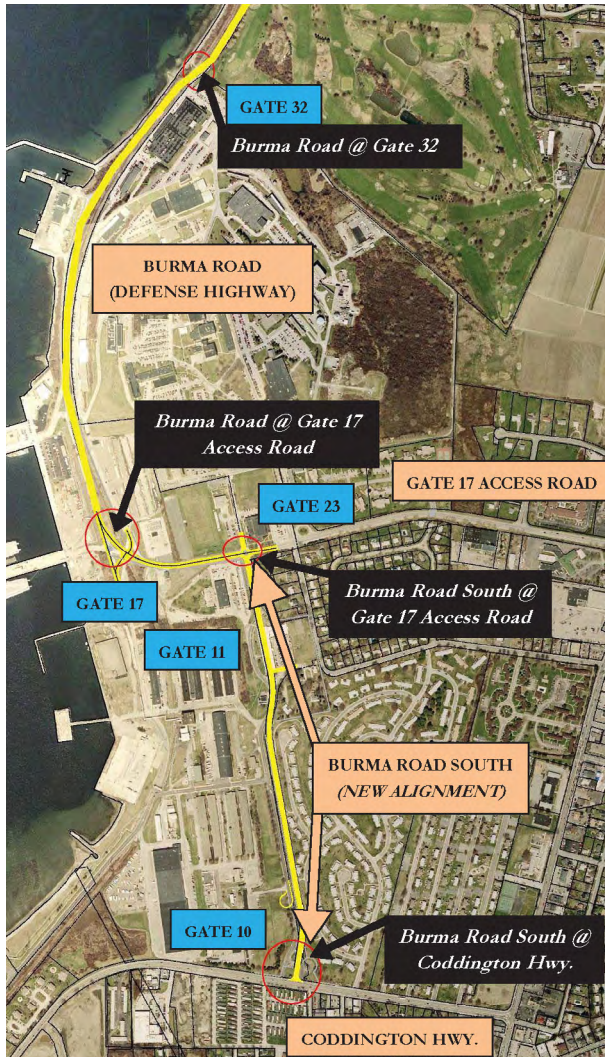 GATE 32
Burma Road @ Gate 32
BURMA ROAD
(DEFENSE HIGHWAY)
Burma Road @ Gate 17
Access Road
GATE 17 ACCESS ROAD
GATE 23
GATE 17
Burma Road South @
Gate 17 Access Road
GATE 11
BURMA ROAD SOUTH
(NEW ALIGNMENT)
GATE 10
Burma Road South @
Coddington Hwy.
CODDINGTON HWY.